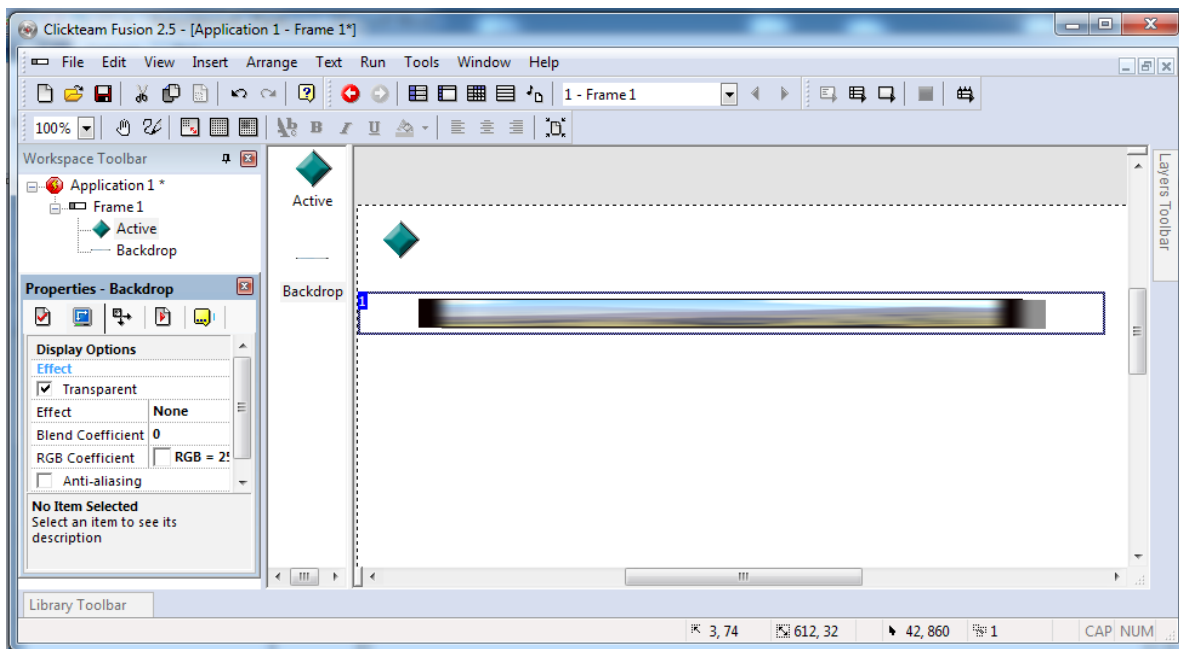 Clickteam Fusion 2.5 - [Application 1 - Frame 1*]
File Edit View Insert Arrange Text Run Tools Window Help
1 - Frame 1
100% B I U
Workspace Toolbar
Application 1 *
Frame 1
Active
Backdrop
Properties - Backdrop
Display Options
Effect
Transparent
Effect None
Blend Coefficient 0
RGB Coefficient RGB = 25
Anti-aliasing
No Item Selected
Select an item to see its
description
Library Toolbar
Active
Backdrop
1
Layers Toolbar
3, 74 612, 32 42, 860 1 CAP NUM